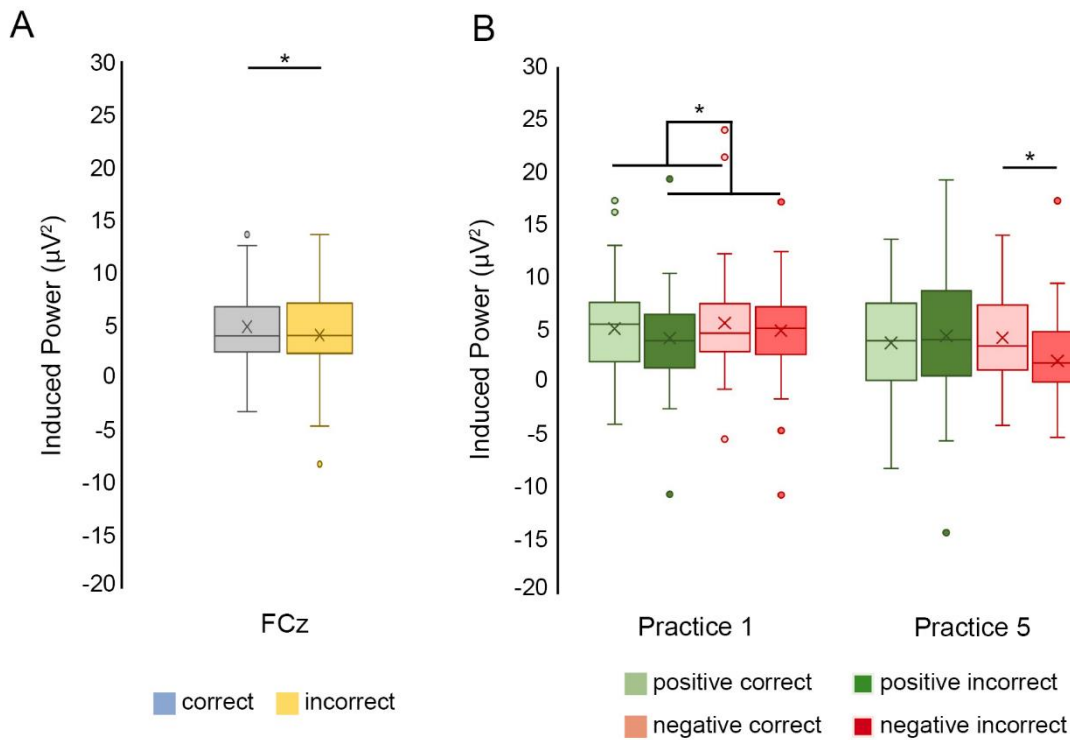 A
30
25
20
15
10
5
0
-5
-10
-15
-20
Induced Power (µV²)
*
FCz
correct
incorrect
B
30
25
20
15
10
5
0
-5
-10
-15
-20
Induced Power (µV²)
*
*
Practice 1
Practice 5
positive correct
positive incorrect
negative correct
negative incorrect